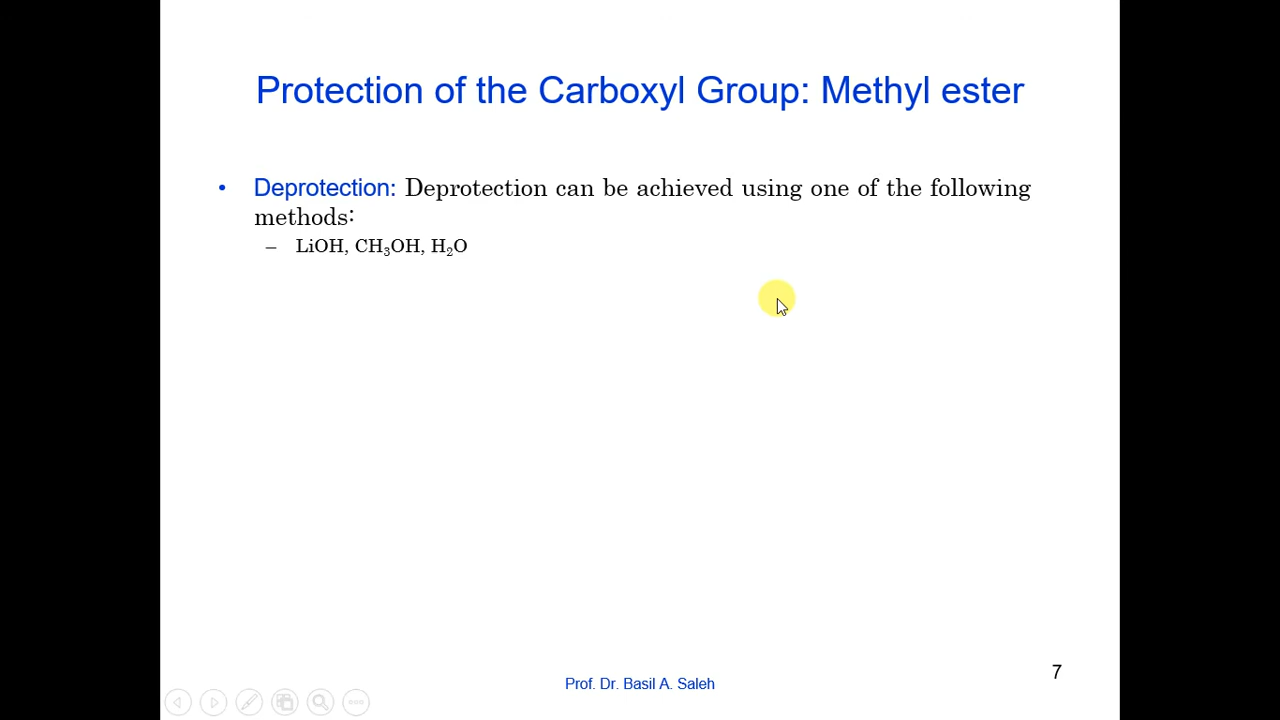 Protection of the Carboxyl Group: Methyl ester
• Deprotection: Deprotection can be achieved using one of the following
methods:
– LiOH, CH₃OH, H₂O
7
Prof. Dr. Basil A. Saleh